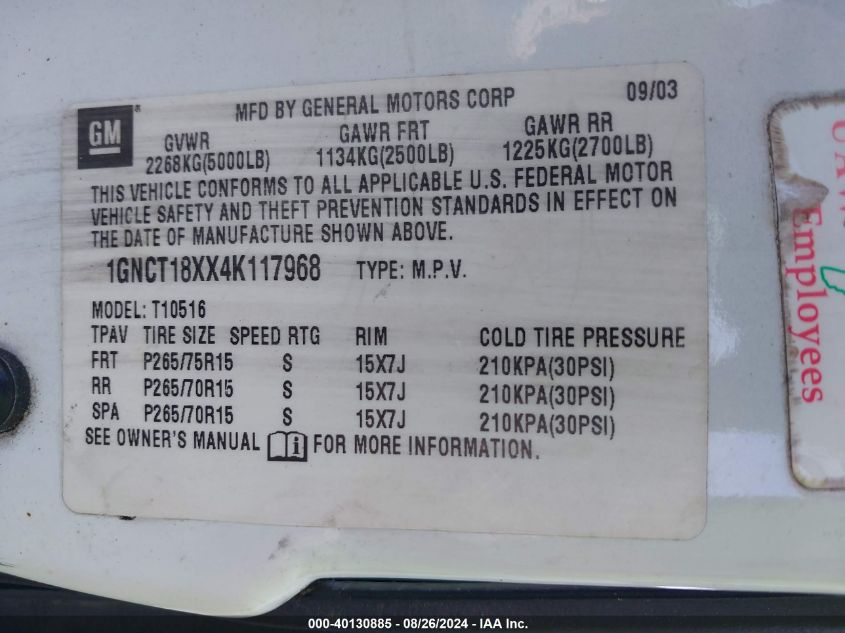 GM
MFD BY GENERAL MOTORS CORP 09/03
GVWR GAWR FRT GAWR RR
2268KG(5000LB) 1134KG(2500LB) 1225KG(2700LB)
THIS VEHICLE CONFORMS TO ALL APPLICABLE U.S. FEDERAL MOTOR
VEHICLE SAFETY AND THEFT PREVENTION STANDARDS IN EFFECT ON
THE DATE OF MANUFACTURE SHOWN ABOVE.
1GNCT18XX4K117968 TYPE: M.P.V.
MODEL: T10516
TPAV TIRE SIZE SPEED RTG RIM COLD TIRE PRESSURE
FRT P265/75R15 S 15X7J 210KPA(30PSI)
RR P265/70R15 S 15X7J 210KPA(30PSI)
SPA P265/70R15 S 15X7J 210KPA(30PSI)
SEE OWNER'S MANUAL FOR MORE INFORMATION.
Employees
000-40130885 - 08/26/2024 - IAA Inc.